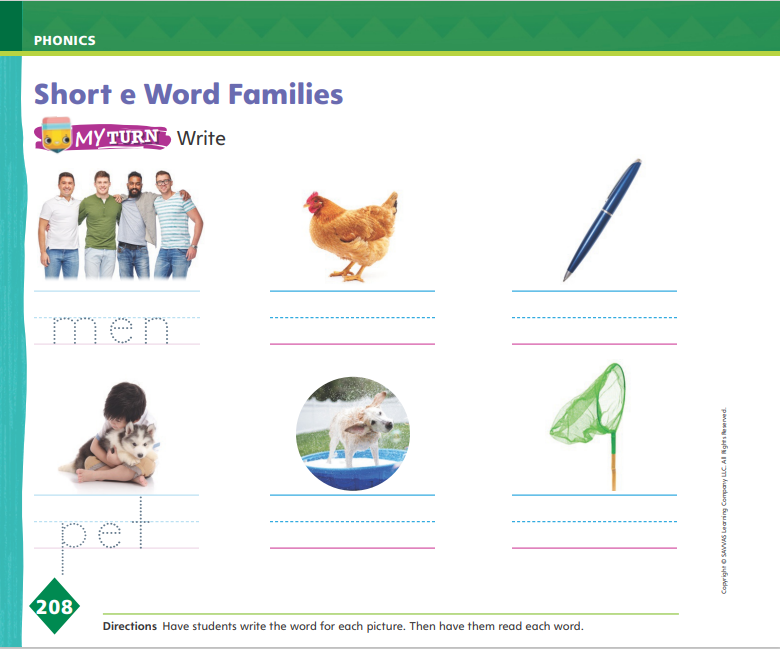 PHONICS
Short e Word Families
MY TURN Write
men
pet
208
Directions Have students write the word for each picture. Then have them read each word.
Copyright © SAVVAS Learning Company LLC. All Rights Reserved.